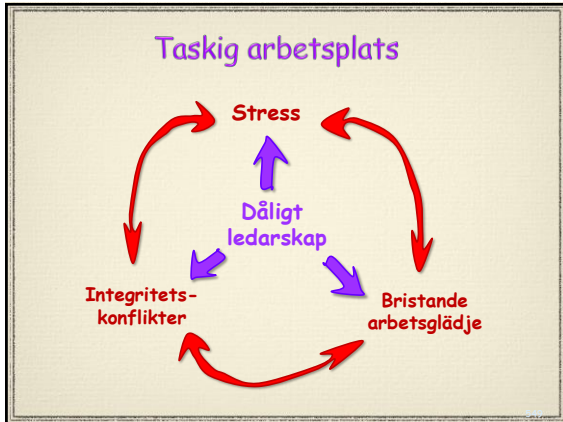 Taskig arbetsplats
Stress
Dåligt
ledarskap
Integritets-
konflikter
Bristande
arbetsglädje